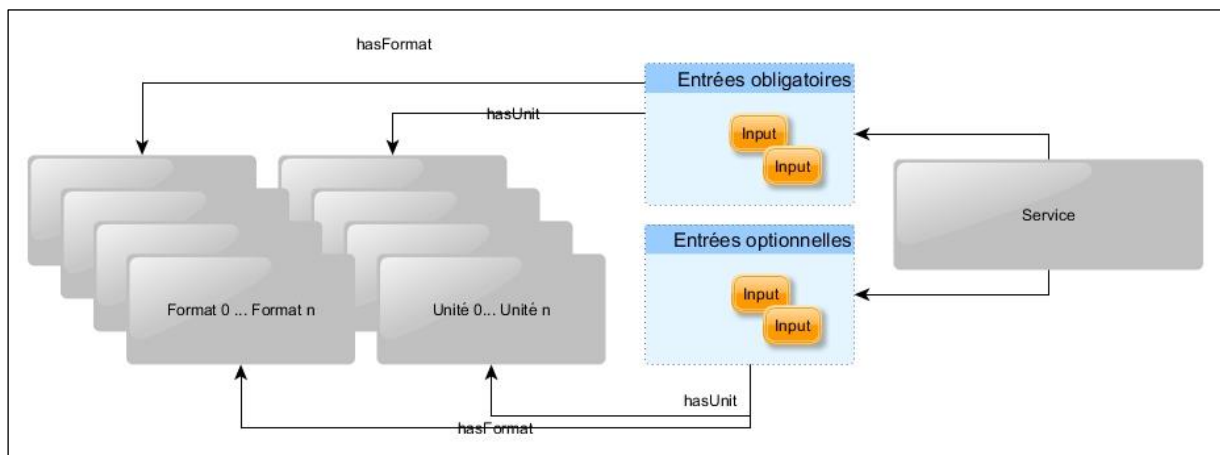 hasFormat
Entrées obligatoires
hasUnit
Input
Input
Service
Entrées optionnelles
Input
Input
Format 0 ... Format n
Unité 0... Unité n
hasUnit
hasFormat